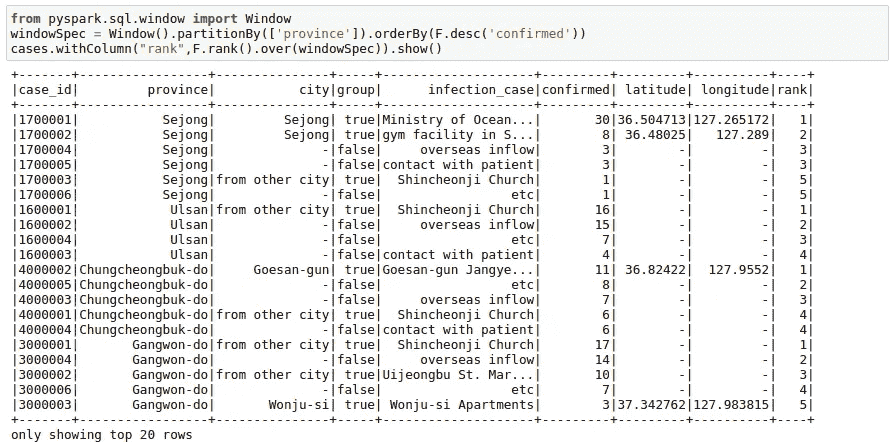 from pyspark.sql.window import Window
windowSpec = Window().partitionBy(['province']).orderBy(F.desc('confirmed'))
cases.withColumn("rank",F.rank().over(windowSpec)).show()
+-------+-----------------+---------------+-----+--------------------+---------+---------+----------+----+
|case_id|         province|           city|group|      infection_case|confirmed| latitude| longitude|rank|
+-------+-----------------+---------------+-----+--------------------+---------+---------+----------+----+
|1700001|           Sejong|         Sejong| true|Ministry of Ocean...|       30|36.504713|127.265172|   1|
|1700002|           Sejong|         Sejong| true|gym facility in S...|        8| 36.48025|   127.289|   2|
|1700004|           Sejong|              -|false|     overseas inflow|        3|        -|         -|   3|
|1700005|           Sejong|              -|false|contact with patient|        3|        -|         -|   3|
|1700003|           Sejong|from other city| true|  Shincheonji Church|        1|        -|         -|   5|
|1700006|           Sejong|              -|false|                 etc|        1|        -|         -|   5|
|1600001|            Ulsan|from other city| true|  Shincheonji Church|       16|        -|         -|   1|
|1600002|            Ulsan|              -|false|     overseas inflow|       15|        -|         -|   2|
|1600004|            Ulsan|              -|false|                 etc|        7|        -|         -|   3|
|1600003|            Ulsan|              -|false|contact with patient|        4|        -|         -|   4|
|4000002|Chungcheongbuk-do|     Goesan-gun| true|Goesan-gun Jangye...|       11| 36.82422|  127.9552|   1|
|4000005|Chungcheongbuk-do|              -|false|                 etc|        8|        -|         -|   2|
|4000003|Chungcheongbuk-do|              -|false|     overseas inflow|        7|        -|         -|   3|
|4000001|Chungcheongbuk-do|from other city| true|  Shincheonji Church|        6|        -|         -|   4|
|4000004|Chungcheongbuk-do|              -|false|contact with patient|        6|        -|         -|   4|
|3000001|       Gangwon-do|from other city| true|  Shincheonji Church|       17|        -|         -|   1|
|3000004|       Gangwon-do|              -|false|     overseas inflow|       14|        -|         -|   2|
|3000002|       Gangwon-do|from other city| true|Uijeongbu St. Mar...|       10|        -|         -|   3|
|3000006|       Gangwon-do|              -|false|                 etc|        7|        -|         -|   4|
|3000003|       Gangwon-do|       Wonju-si| true| Wonju-si Apartments|        3|37.342762|127.983815|   5|
+-------+-----------------+---------------+-----+--------------------+---------+---------+----------+----+
only showing top 20 rows